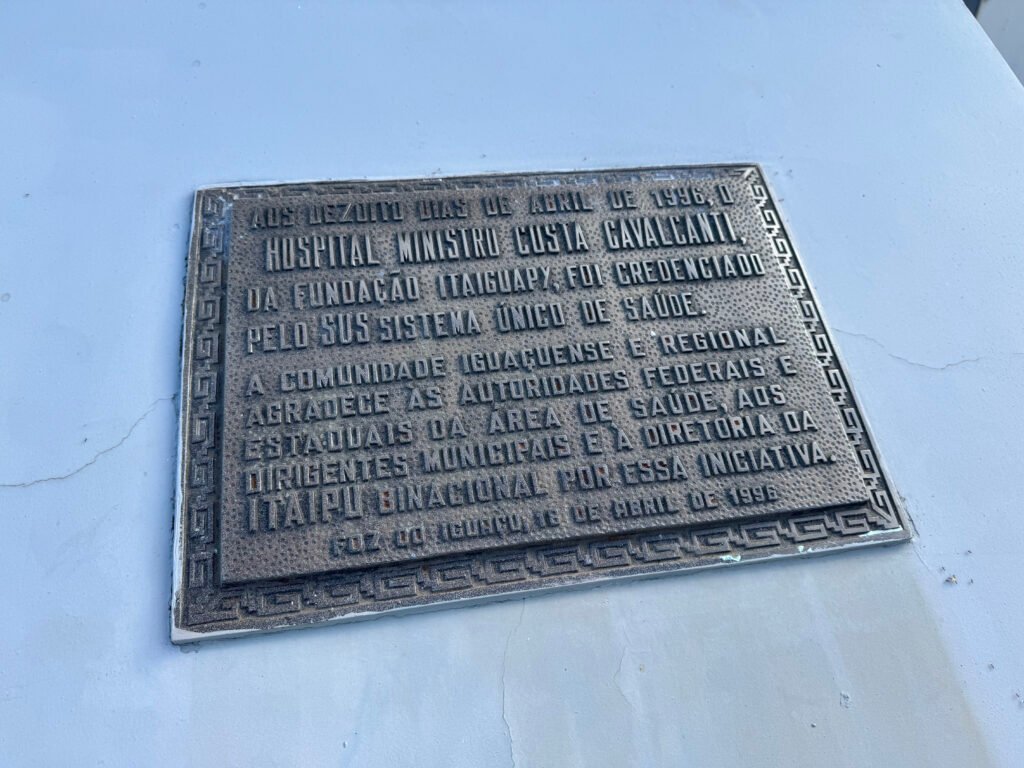 AOS DEZOITO DIAS DE ABRIL DE 1996, O
HOSPITAL MINISTRO COSTA CAVALCANTI,
DA FUNDAÇÃO ITAIGUAPY, FOI CREDENCIADO
PELO SUS SISTEMA ÚNICO DE SAÚDE.
A COMUNIDADE IGUAÇUENSE E REGIONAL
AGRADECE ÀS AUTORIDADES FEDERAIS E
ESTADUAIS DA ÁREA DE SAÚDE, AOS
DIRIGENTES MUNICIPAIS E À DIRETORIA DA
ITAIPU BINACIONAL POR ESSA INICIATIVA.
FOZ DO IGUAÇU, 18 DE ABRIL DE 1996